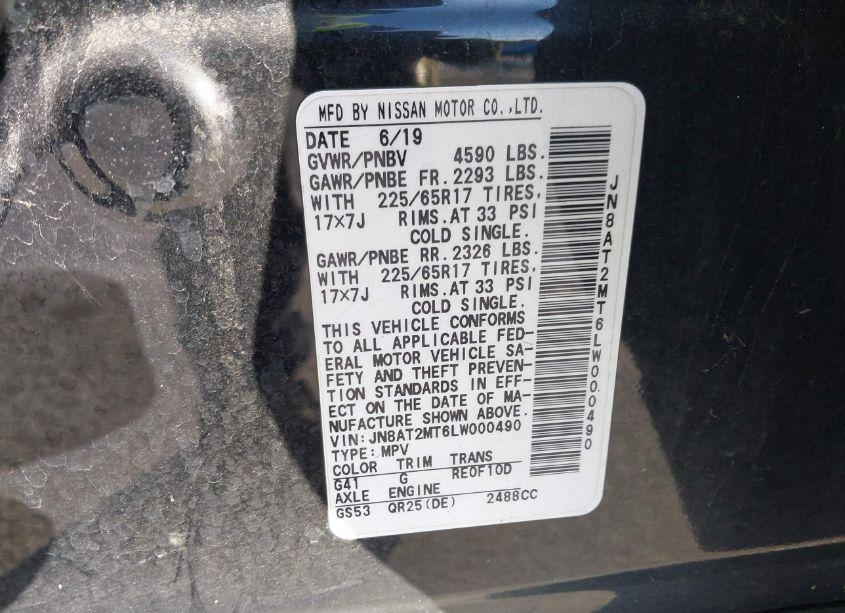 MFD BY NISSAN MOTOR CO.,LTD.
DATE 6/19
GVWR/PNBV 4590 LBS.
GAWR/PNBE FR. 2293 LBS.
WITH 225/65R17 TIRES,
17×7J RIMS.AT 33 PSI
COLD SINGLE.
GAWR/PNBE RR. 2326 LBS.
WITH 225/65R17 TIRES,
17×7J RIMS.AT 33 PSI
COLD SINGLE.
THIS VEHICLE CONFORMS
TO ALL APPLICABLE FED-
ERAL MOTOR VEHICLE SA-
FETY AND THEFT PREVEN-
TION STANDARDS IN EFF-
ECT ON THE DATE OF MA-
NUFACTURE SHOWN ABOVE.
VIN:JN8AT2MT6LW000490
TYPE:MPV
COLOR TRIM TRANS
G41 G RE0F10D
AXLE ENGINE
GS53 QR25(DE) 2488CC
JN8AT2MT6LW000490